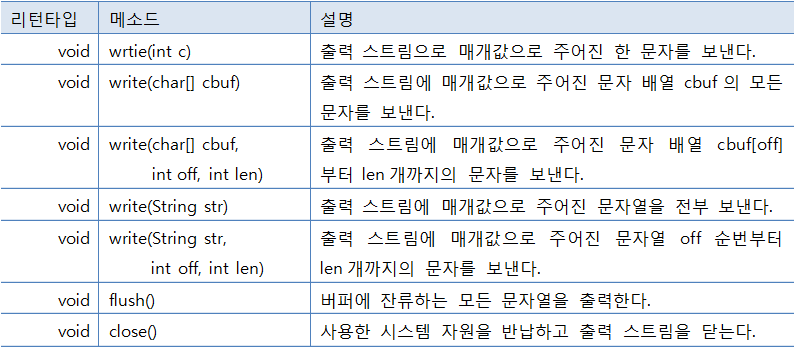 리턴타입 메소드 설명
void wrtie(int c) 출력 스트림으로 매개값으로 주어진 한 문자를 보낸다.
void write(char[] cbuf) 출력 스트림에 매개값으로 주어진 문자 배열 cbuf 의 모든
문자를 보낸다.
void write(char[] cbuf, 출력 스트림에 매개값으로 주어진 문자 배열 cbuf[off]
int off, int len) 부터 len 개까지의 문자를 보낸다.
void write(String str) 출력 스트림에 매개값으로 주어진 문자열을 전부 보낸다.
void write(String str, 출력 스트림에 매개값으로 주어진 문자열 off 순번부터
int off, int len) len 개까지의 문자를 보낸다.
void flush() 버퍼에 잔류하는 모든 문자열을 출력한다.
void close() 사용한 시스템 자원을 반납하고 출력 스트림을 닫는다.